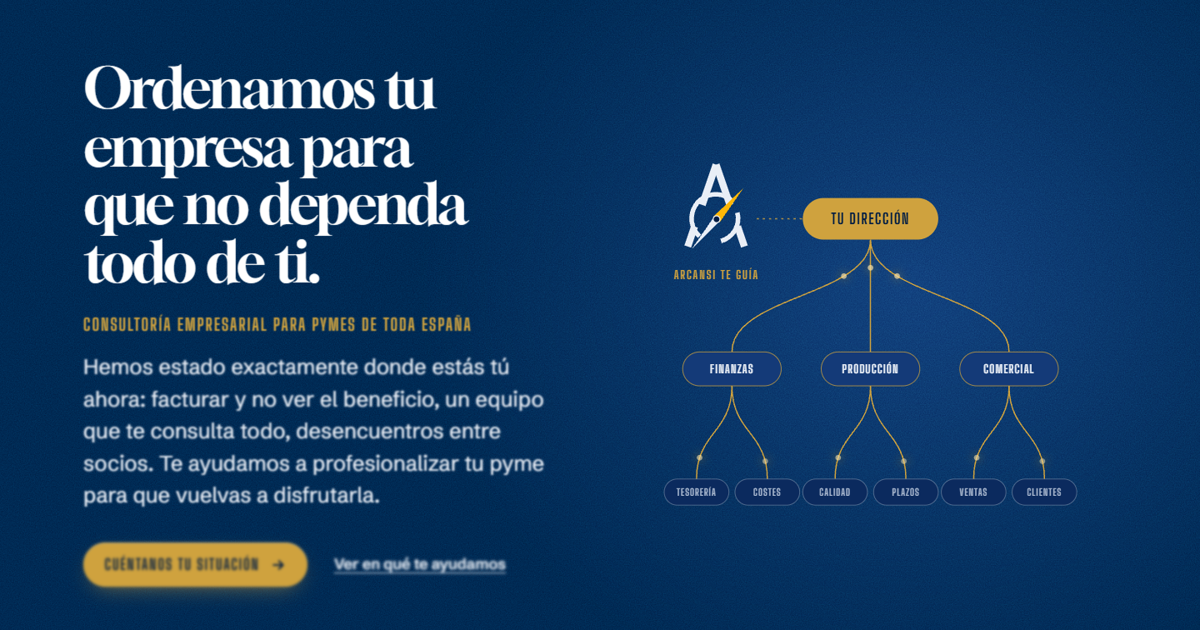 Ordenamos tu
empresa para
que no dependa
todo de ti.
CONSULTORÍA EMPRESARIAL PARA PYMES DE TODA ESPAÑA
Hemos estado exactamente donde estás tú
ahora: facturar y no ver el beneficio, un equipo
que te consulta todo, desencuentros entre
socios. Te ayudamos a profesionalizar tu pyme
para que vuelvas a disfrutarla.
CUÉNTANOS TU SITUACIÓN →
Ver en qué te ayudamos
TU DIRECCIÓN
ARCANSI TE GUÍA
FINANZAS
PRODUCCIÓN
COMERCIAL
TESORERÍA
COSTES
CALIDAD
PLAZOS
VENTAS
CLIENTES